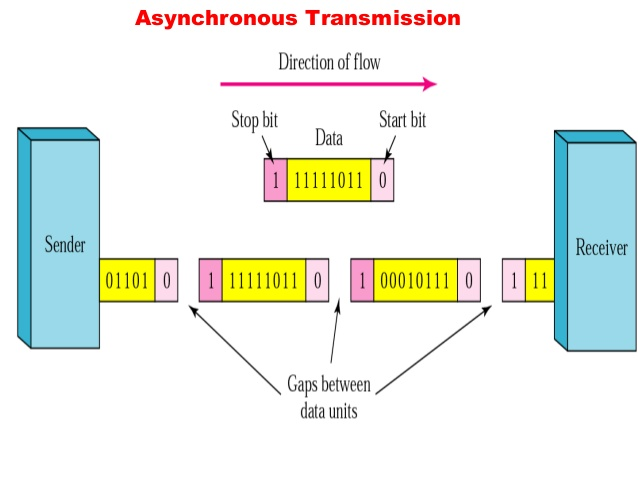 Asynchronous Transmission
Direction of flow
Stop bit
Start bit
Data
1 11111011 0
Sender
Receiver
01101 0
1 11111011 0
1 00010111 0
1 11
Gaps between
data units